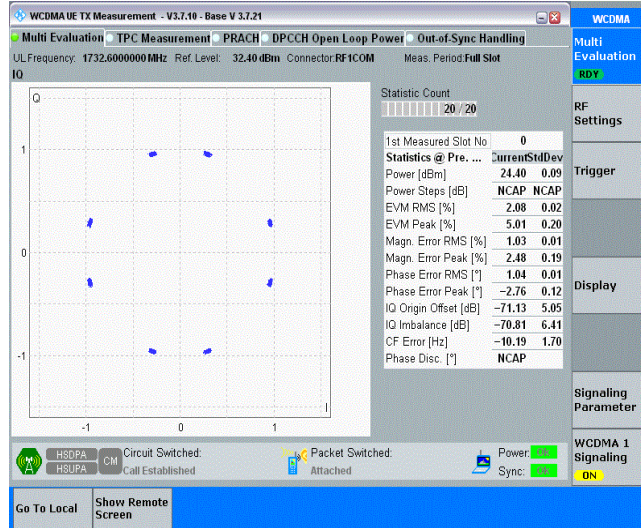 WCDMA UE TX Measurement - V3.7.10 - Base V 3.7.21
WCDMA
Multi Evaluation TPC Measurement PRACH DPCCH Open Loop Power Out-of-Sync Handling
Multi
Evaluation
RDY
UL Frequency: 1732.6000000 MHz Ref. Level: 32.40 dBm Connector:RF1COM Meas. Period:Full Slot
IQ
Q
1
0
-1
-1 0 1
I
Statistic Count
20 / 20
1st Measured Slot No 0
Statistics @ Pre. ... Current StdDev
Power [dBm] 24.40 0.09
Power Steps [dB] NCAP NCAP
EVM RMS [%] 2.08 0.02
EVM Peak [%] 5.01 0.20
Magn. Error RMS [%] 1.03 0.01
Magn. Error Peak [%] 2.48 0.19
Phase Error RMS [°] 1.04 0.01
Phase Error Peak [°] −2.76 0.12
IQ Origin Offset [dB] −71.13 5.05
IQ Imbalance [dB] −70.81 6.41
CF Error [Hz] −10.19 1.70
Phase Disc. [°] NCAP
RF
Settings
Trigger
Display
Signaling
Parameter
WCDMA 1
Signaling
ON
HSDPA
HSUPA
CM
Circuit Switched:
Call Established
Packet Switched:
Attached
Power: OK
Sync: OK
Go To Local
Show Remote
Screen